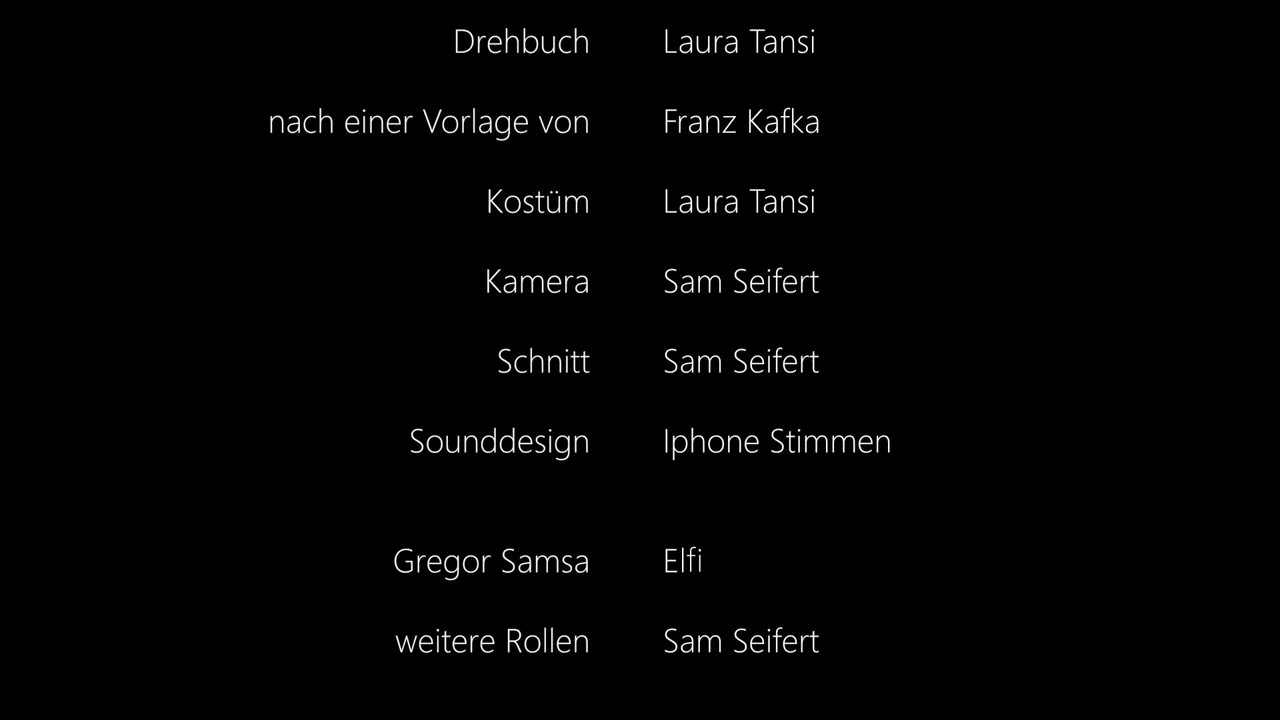 Drehbuch Laura Tansi
nach einer Vorlage von Franz Kafka
Kostüm Laura Tansi
Kamera Sam Seifert
Schnitt Sam Seifert
Sounddesign Iphone Stimmen
Gregor Samsa Elfi
weitere Rollen Sam Seifert